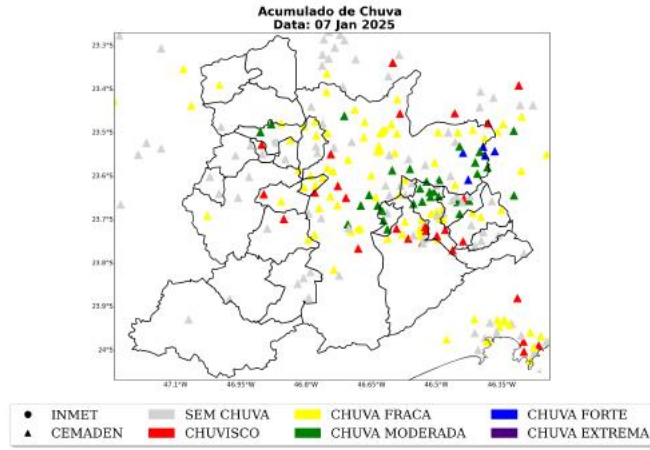 Acumulado de Chuva
Data: 07 Jan 2025
23.3°S
23.4°S
23.5°S
23.6°S
23.7°S
23.8°S
23.9°S
24°S
47.1°W
46.95°W
46.8°W
46.65°W
46.5°W
46.35°W
INMET
SEM CHUVA
CHUVA FRACA
CHUVA FORTE
CEMADEN
CHUVISCO
CHUVA MODERADA
CHUVA EXTREMA